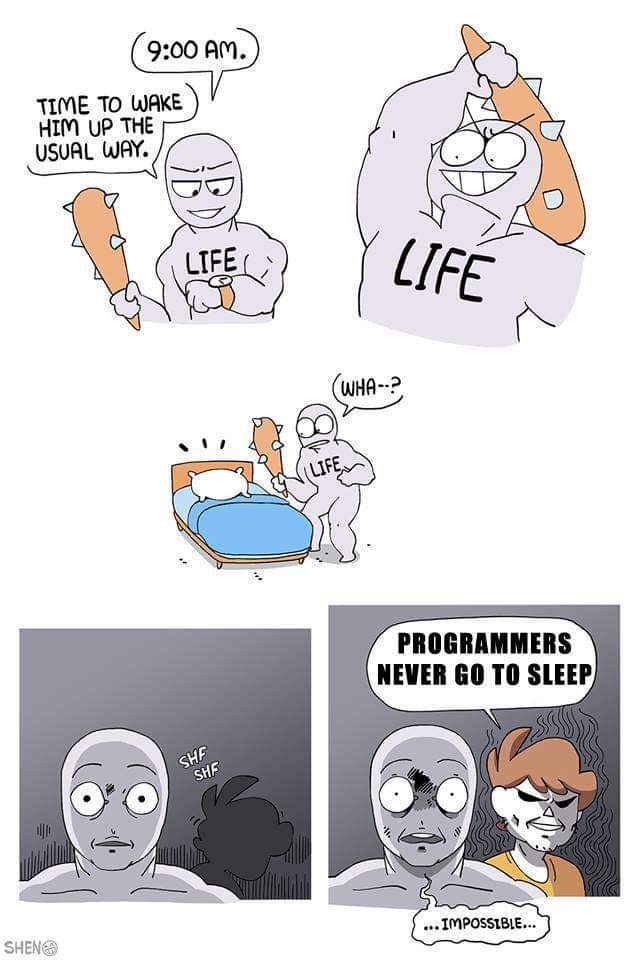 9:00 AM.
TIME TO WAKE
HIM UP THE
USUAL WAY.
LIFE
LIFE
WHA--?
LIFE
SHF
SHF
PROGRAMMERS
NEVER GO TO SLEEP
...IMPOSSIBLE...
SHEN